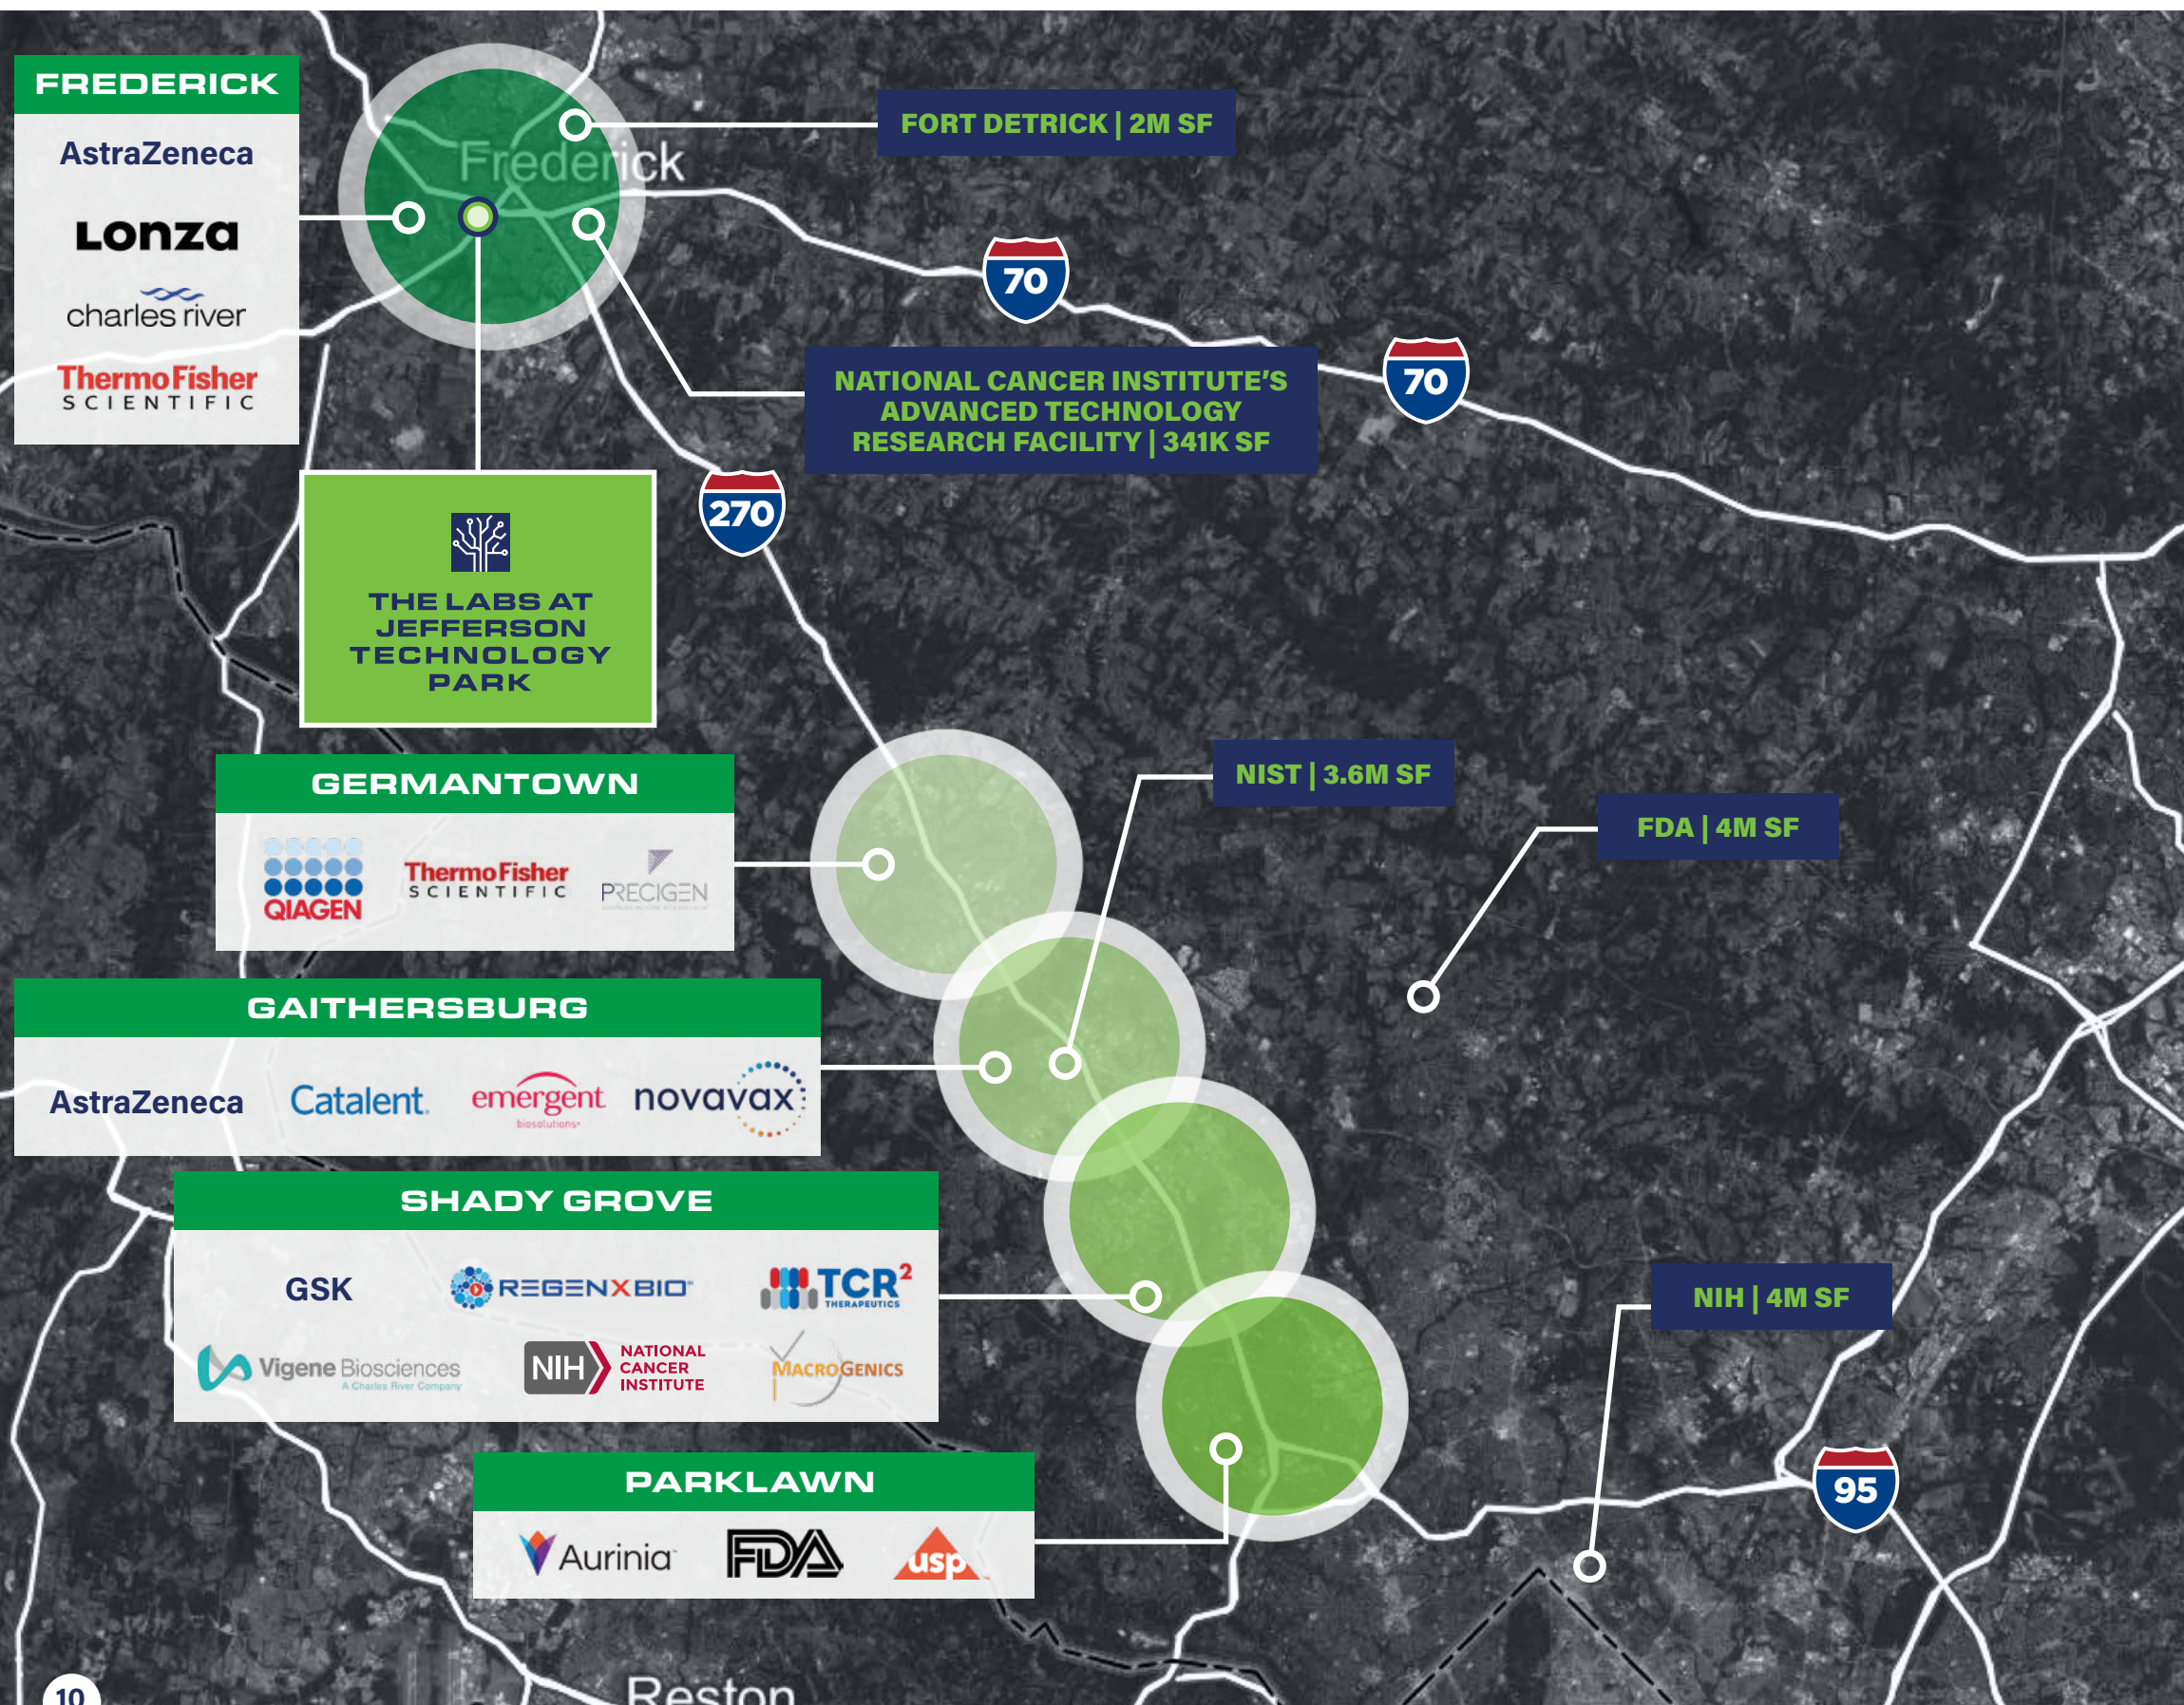 FREDERICK
AstraZeneca
Lonza
charles river
ThermoFisher
SCIENTIFIC
Frederick
FORT DETRICK | 2M SF
70
70
NATIONAL CANCER INSTITUTE'S
ADVANCED TECHNOLOGY
RESEARCH FACILITY | 341K SF
270
THE LABS AT
JEFFERSON
TECHNOLOGY
PARK
GERMANTOWN
QIAGEN
ThermoFisher
SCIENTIFIC
PRECIGEN
NIST | 3.6M SF
FDA | 4M SF
GAITHERSBURG
AstraZeneca
Catalent.
emergent
biosolutions
novavax
SHADY GROVE
GSK
REGENXBIO
TCR2
THERAPEUTICS
Vigene Biosciences
A Charles River Company
NIH
NATIONAL
CANCER
INSTITUTE
MACROGENICS
NIH | 4M SF
PARKLAWN
Aurinia
FDA
usp
95
Reston
10